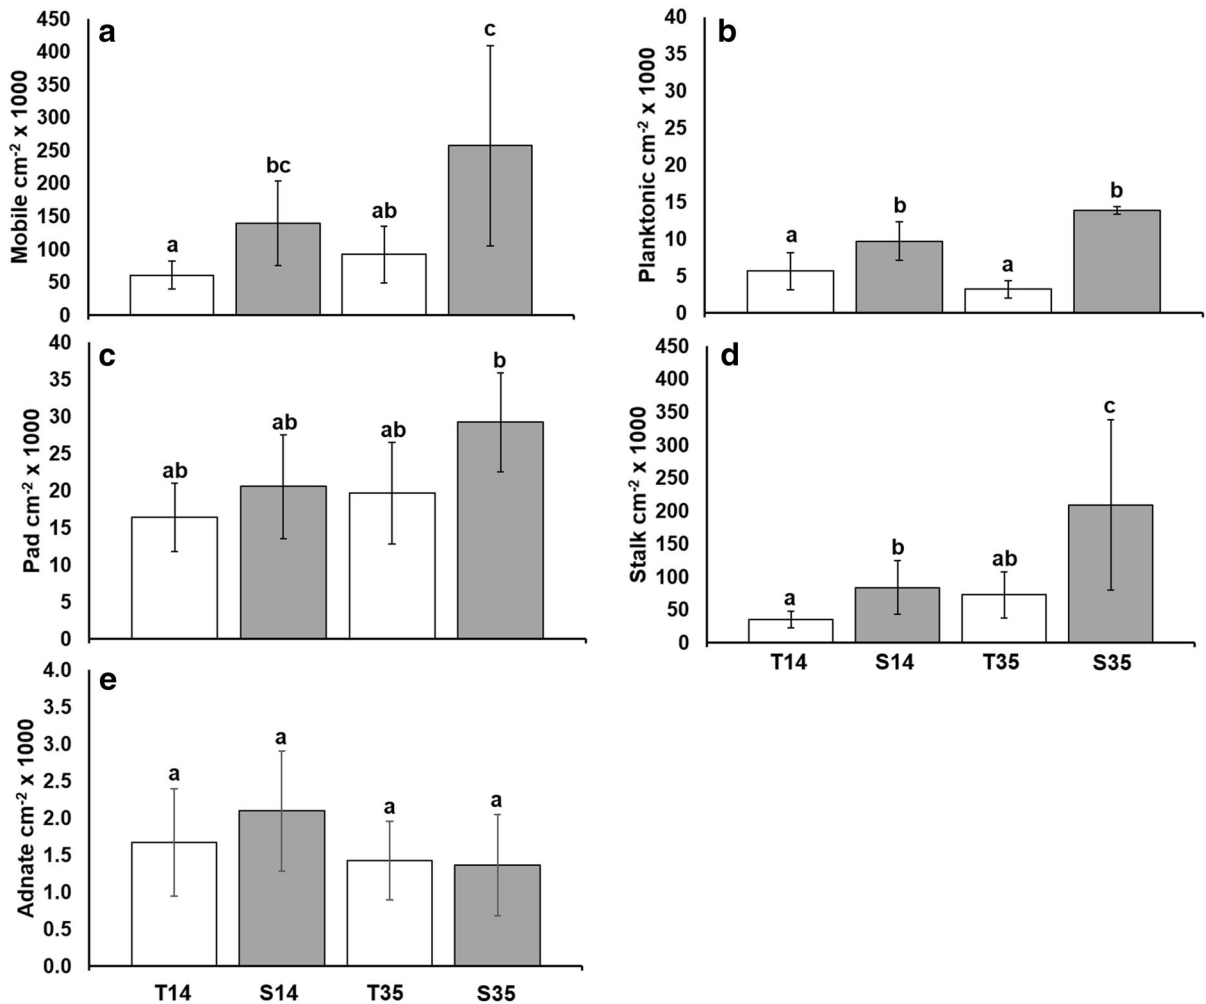 a
Mobile cm-2 x 1000
450
400
350
300
250
200
150
100
50
0
a
bc
ab
c
b
Planktonic cm-2 x 1000
40
35
30
25
20
15
10
5
0
a
b
a
b
c
Pad cm-2 x 1000
40
35
30
25
20
15
10
5
0
ab
ab
ab
b
d
Stalk cm-2 x 1000
450
400
350
300
250
200
150
100
50
0
a
b
ab
c
T14 S14 T35 S35
e
Adnate cm-2 x 1000
4.0
3.5
3.0
2.5
2.0
1.5
1.0
0.5
0.0
a
a
a
a
T14 S14 T35 S35